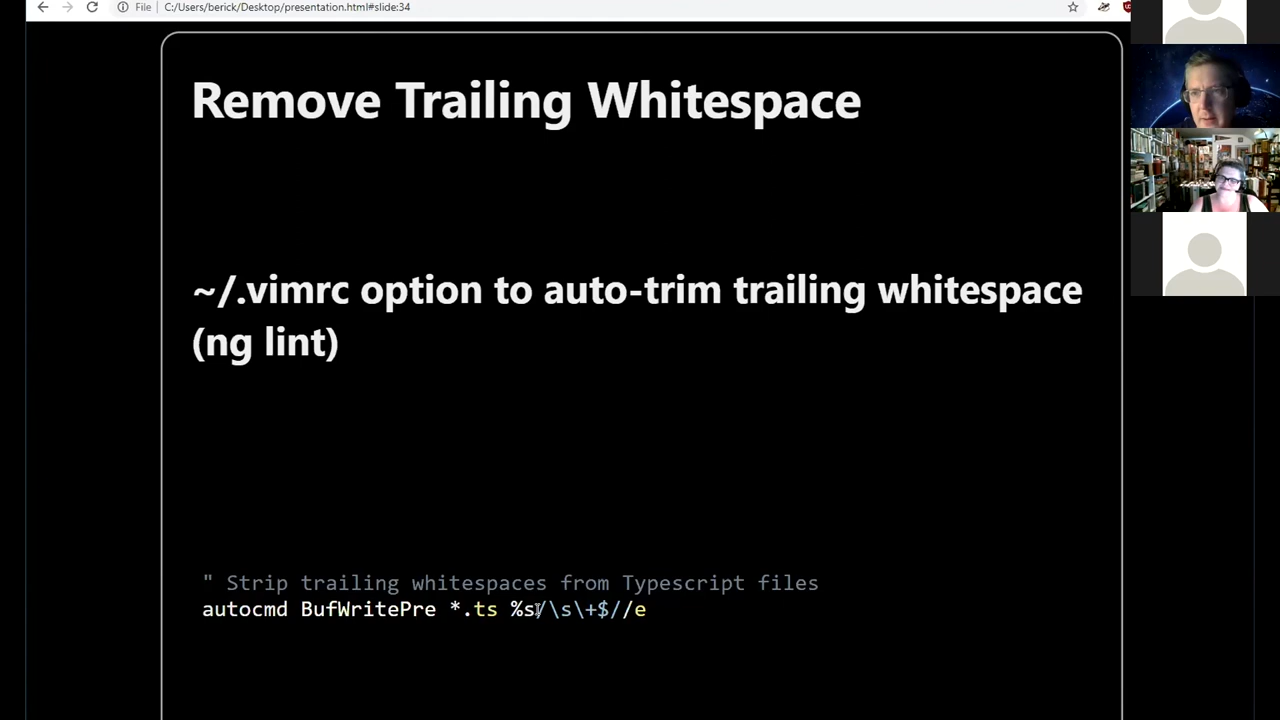 File
C:/Users/berick/Desktop/presentation.html#slide:34
Remove Trailing Whitespace
~/.vimrc option to auto-trim trailing whitespace
(ng lint)
" Strip trailing whitespaces from Typescript files
autocmd BufWritePre *.ts %s/\s\+$//e